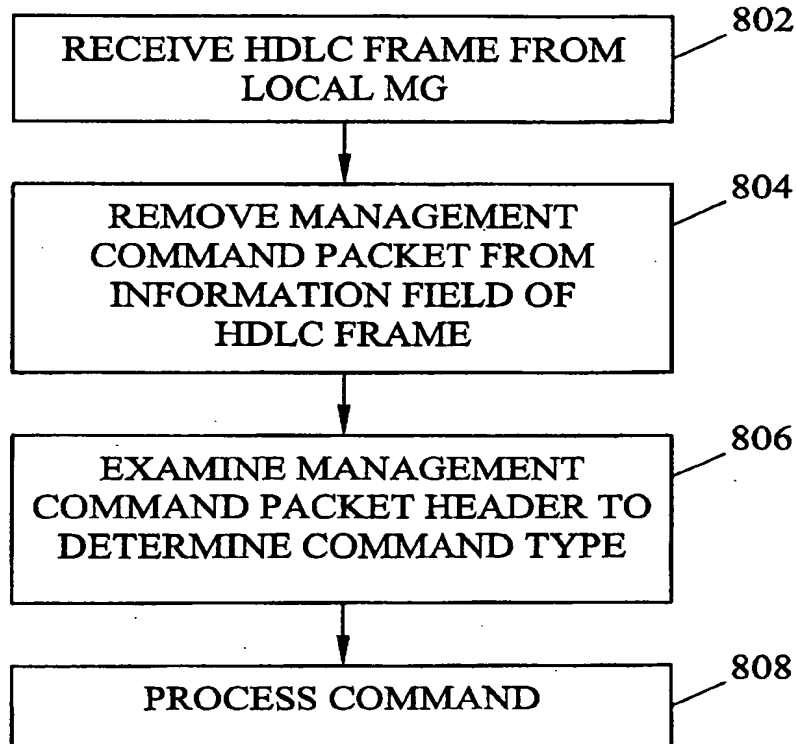 802
RECEIVE HDLC FRAME FROM
LOCAL MG
804
REMOVE MANAGEMENT
COMMAND PACKET FROM
INFORMATION FIELD OF
HDLC FRAME
806
EXAMINE MANAGEMENT
COMMAND PACKET HEADER TO
DETERMINE COMMAND TYPE
808
PROCESS COMMAND